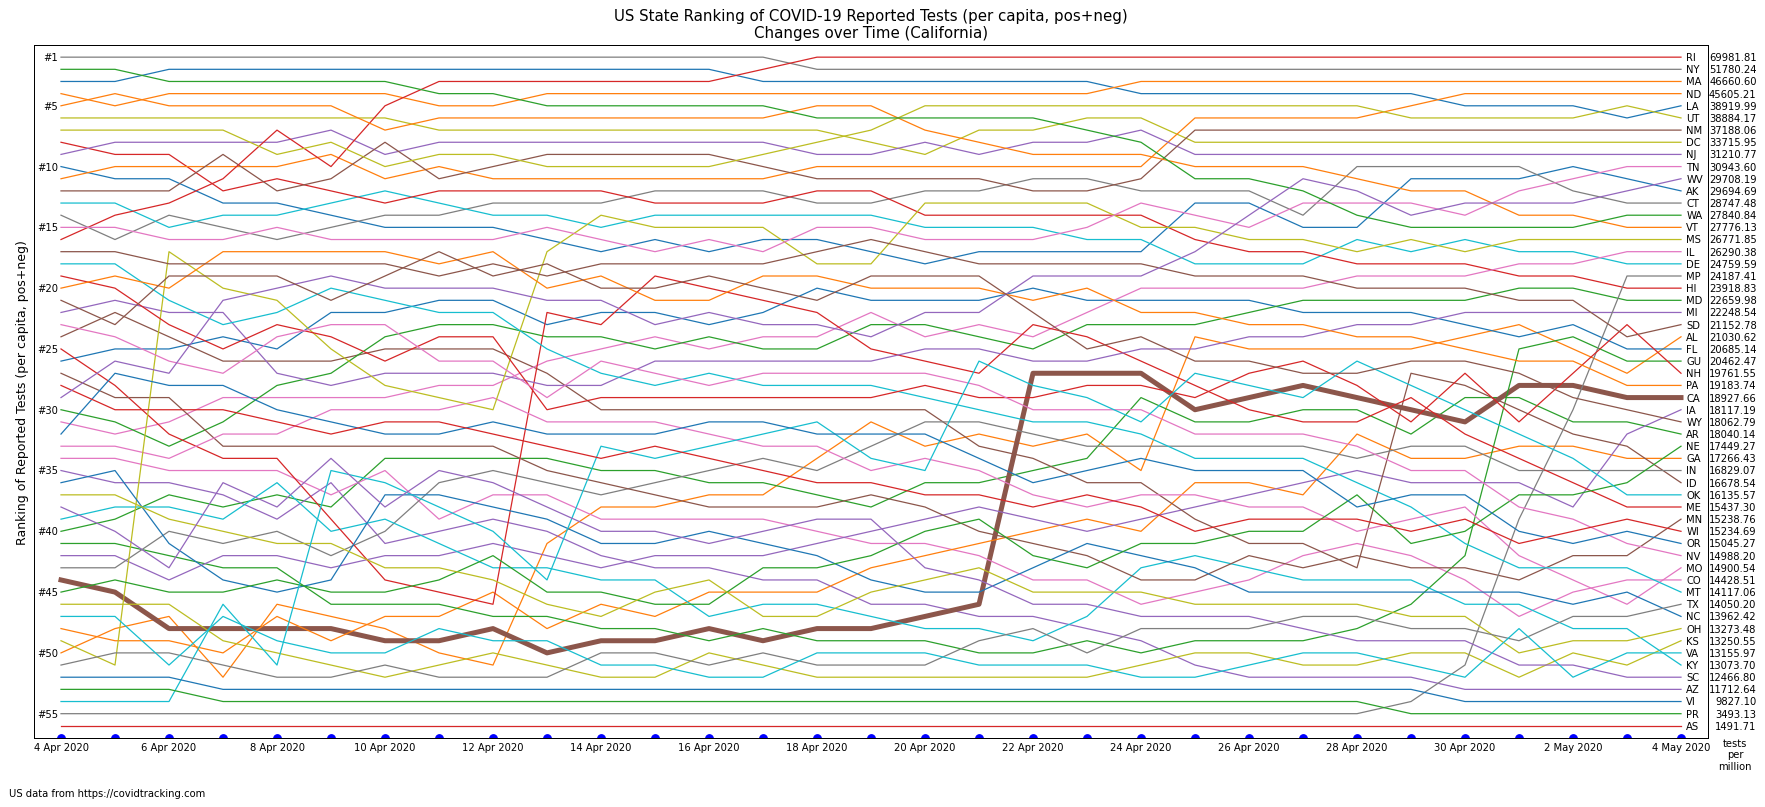 US State Ranking of COVID-19 Reported Tests (per capita, pos+neg)
Changes over Time (California)
Ranking of Reported Tests (per capita, pos+neg)
#1
#5
#10
#15
#20
#25
#30
#35
#40
#45
#50
#55
RI 69981.81
NY 51780.24
MA 46660.60
ND 45605.21
LA 38919.99
UT 38884.17
NM 37188.06
DC 33715.95
NJ 31210.77
TN 30943.60
WV 29708.19
AK 29694.69
CT 28747.48
WA 27840.84
VT 27776.13
MS 26771.85
IL 26290.38
DE 24759.59
MP 24187.41
HI 23918.83
MD 22659.98
MI 22248.54
SD 21152.78
AL 21030.62
FL 20685.14
GU 20462.47
NH 19761.55
PA 19183.74
CA 18927.66
IA 18117.19
WY 18062.79
AR 18040.14
NE 17449.27
GA 17266.43
IN 16829.07
ID 16678.54
OK 16135.57
ME 15437.30
MN 15238.76
WI 15234.69
OR 15045.27
NV 14988.20
MO 14900.54
CO 14428.51
MT 14117.06
TX 14050.20
NC 13962.42
OH 13273.48
KS 13250.55
VA 13155.97
KY 13073.70
SC 12466.80
AZ 11712.64
VI 9827.10
PR 3493.13
AS 1491.71
4 Apr 2020 6 Apr 2020 8 Apr 2020 10 Apr 2020 12 Apr 2020 14 Apr 2020 16 Apr 2020 18 Apr 2020 20 Apr 2020 22 Apr 2020 24 Apr 2020 26 Apr 2020 28 Apr 2020 30 Apr 2020 2 May 2020 4 May 2020
tests
per
million
US data from https://covidtracking.com